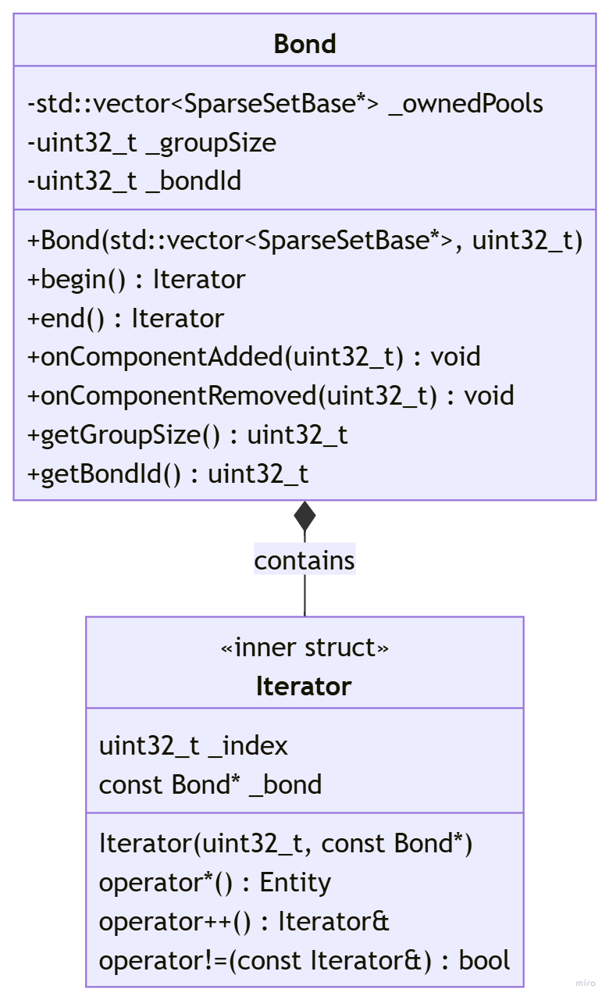 Bond
-std::vector<SparseSetBase*> _ownedPools
-uint32_t _groupSize
-uint32_t _bondId
+Bond(std::vector<SparseSetBase*>, uint32_t)
+begin() : Iterator
+end() : Iterator
+onComponentAdded(uint32_t) : void
+onComponentRemoved(uint32_t) : void
+getGroupSize() : uint32_t
+getBondId() : uint32_t
contains
«inner struct»
Iterator
uint32_t _index
const Bond* _bond
Iterator(uint32_t, const Bond*)
operator*() : Entity
operator++() : Iterator&
operator!=(const Iterator&) : bool
miro